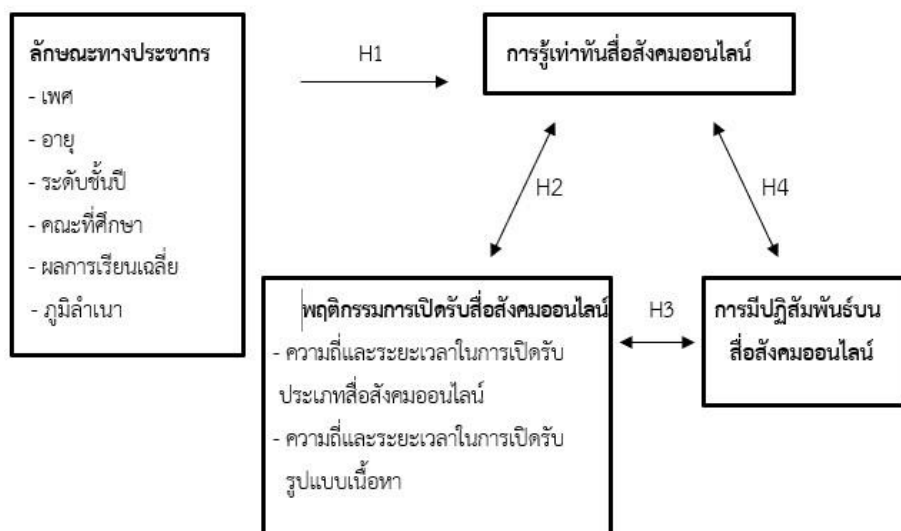 ลักษณะทางประชากร
- เพศ
- อายุ
- ระดับชั้นปี
- คณะที่ศึกษา
- ผลการเรียนเฉลี่ย
- ภูมิลำเนา
H1
การรู้เท่าทันสื่อสังคมออนไลน์
H2
H4
พฤติกรรมการเปิดรับสื่อสังคมออนไลน์
- ความถี่และระยะเวลาในการเปิดรับ
ประเภทสื่อสังคมออนไลน์
- ความถี่และระยะเวลาในการเปิดรับ
รูปแบบเนื้อหา
H3
การมีปฏิสัมพันธ์บน
สื่อสังคมออนไลน์